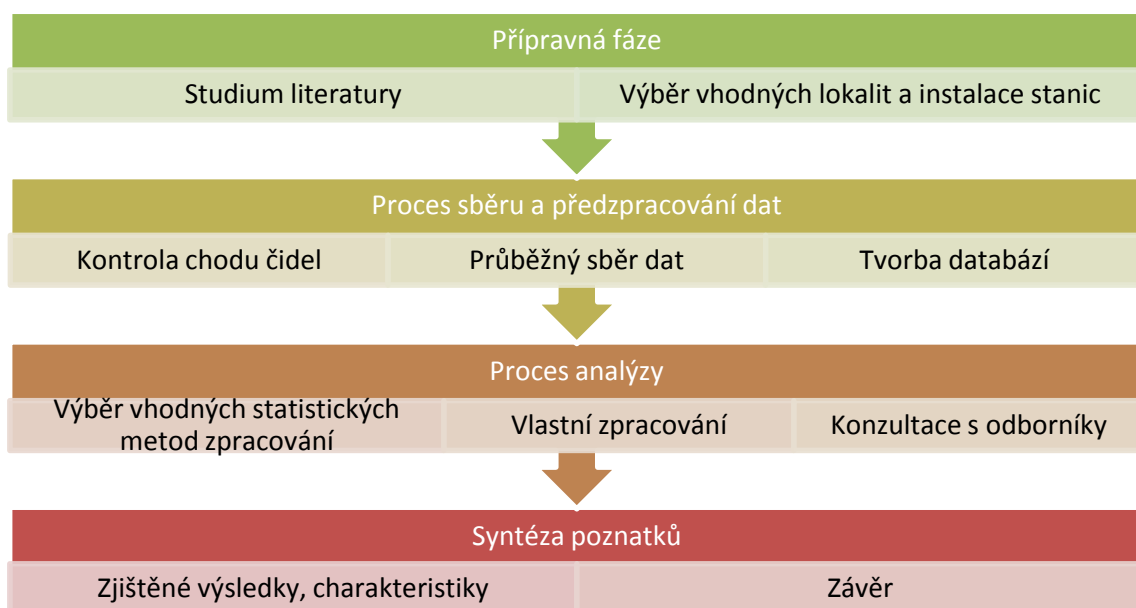 Přípravná fáze
Studium literatury
Výběr vhodných lokalit a instalace stanic
Proces sběru a předzpracování dat
Kontrola chodu čidel
Průběžný sběr dat
Tvorba databází
Proces analýzy
Výběr vhodných statistických
metod zpracování
Vlastní zpracování
Konzultace s odborníky
Syntéza poznatků
Zjištěné výsledky, charakteristiky
Závěr